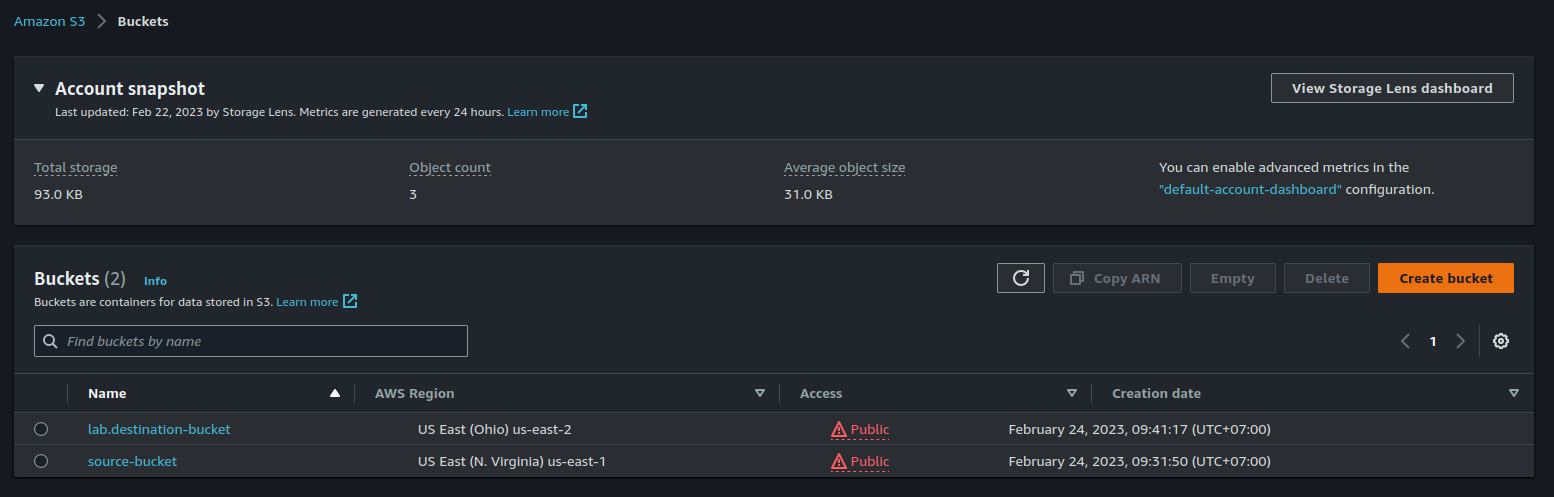 Amazon S3 > Buckets
Account snapshot
View Storage Lens dashboard
Last updated: Feb 22, 2023 by Storage Lens. Metrics are generated every 24 hours. Learn more
Total storage
93.0 KB
Object count
3
Average object size
31.0 KB
You can enable advanced metrics in the
"default-account-dashboard" configuration.
Buckets (2) Info
Buckets are containers for data stored in S3. Learn more
Copy ARN Empty Delete Create bucket
Find buckets by name
1
Name AWS Region Access Creation date
lab.destination-bucket US East (Ohio) us-east-2 Public February 24, 2023, 09:41:17 (UTC+07:00)
source-bucket US East (N. Virginia) us-east-1 Public February 24, 2023, 09:31:50 (UTC+07:00)